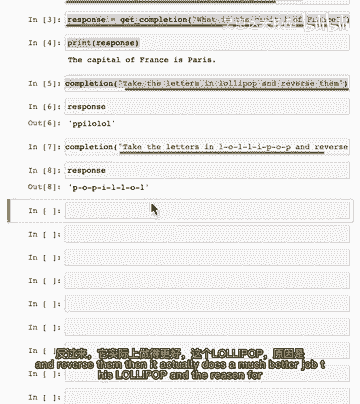 In [3]: response = get_completion("What is the capital of France")
In [4]: print(response)
The capital of France is Paris.
In [5]: completion("Take the letters in lollipop and reverse them")
In [6]: response
Out[6]: 'ppilolol'
In [7]: completion("Take the letters in l-o-l-l-i-p-o-p and reverse
In [8]: response
Out[8]: 'p-o-p-i-l-l-o-l'
In [ ]:
In [ ]:
In [ ]:
In [ ]:
In [ ]:
In [ ]:
In [ ]:
反过来，它实际上做得更好，这个LOLLIPOP，原因是
and reverse them then it actually does a much better job t
In [ ]:
his LOLLIPOP and the reason for
In [ ]: